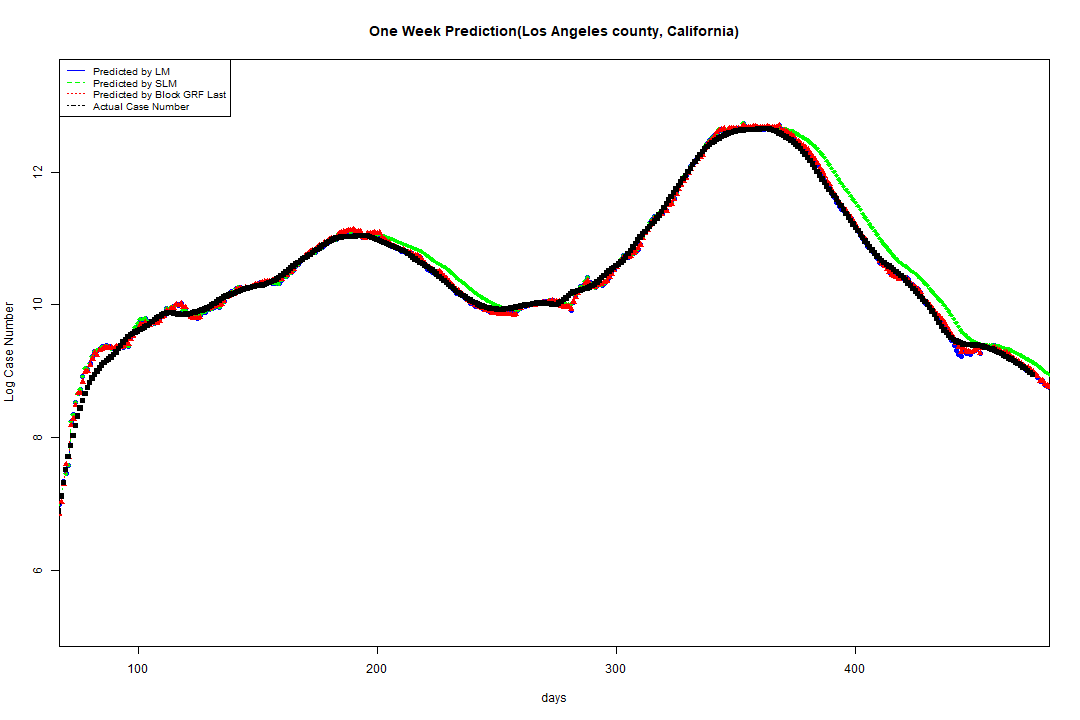 One Week Prediction(Los Angeles county, California)
Predicted by LM
Predicted by SLM
Predicted by Block GRF Last
Actual Case Number
12
10
8
6
Log Case Number
100 200 300 400
days